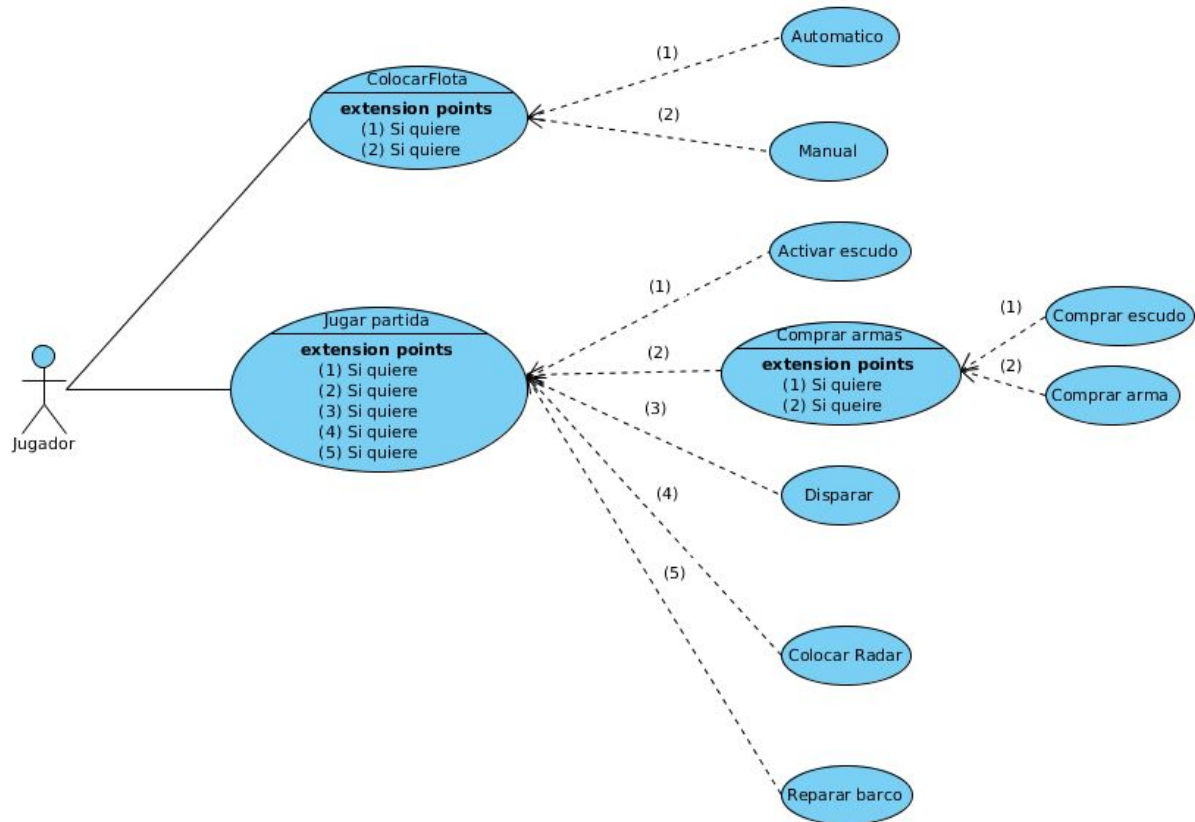 Automatico
(1)
ColocarFlota
extension points
(1) Si quiere
(2) Si quiere
(2)
Manual
Activar escudo
(1)
Jugar partida
extension points
(1) Si quiere
(2) Si quiere
(3) Si quiere
(4) Si quiere
(5) Si quiere
(2)
Comprar armas
extension points
(1) Si quiere
(2) Si queire
(1)
Comprar escudo
(2)
Comprar arma
Jugador
(3)
Disparar
(4)
(5)
Colocar Radar
Reparar barco